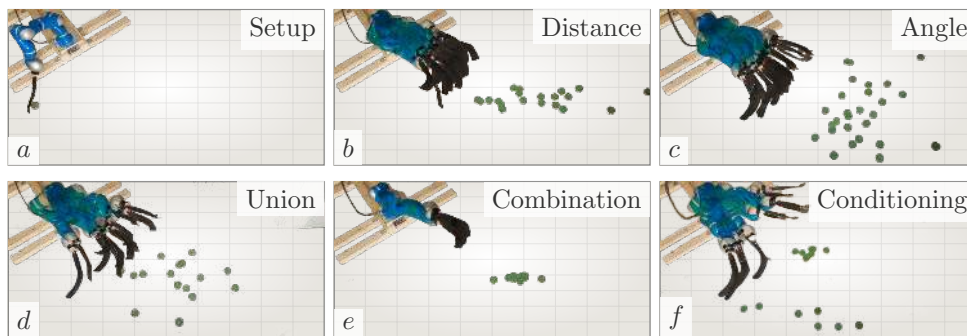 Setup
a
Distance
b
Angle
c
Union
d
Combination
e
Conditioning
f